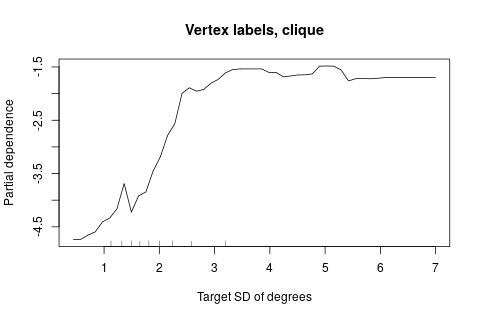 Vertex labels, clique
Partial dependence
-1.5
-2.5
-3.5
-4.5
1 2 3 4 5 6 7
Target SD of degrees